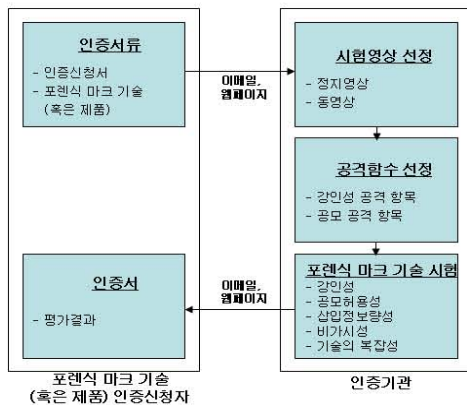 인증서류
- 인증신청서
- 포렌식 마크 기술
(혹은 제품)
이메일,
웹페이지
시험영상 선정
- 정지영상
- 동영상
공격함수 선정
- 강인성 공격 항목
- 공모 공격 항목
포렌식 마크 기술 시험
- 강인성
- 공모허용성
- 삽입정보량성
- 비가시성
- 기술의 복잡성
이메일,
웹페이지
인증서
- 평가결과
포렌식 마크 기술
(혹은 제품) 인증신청자
인증기관